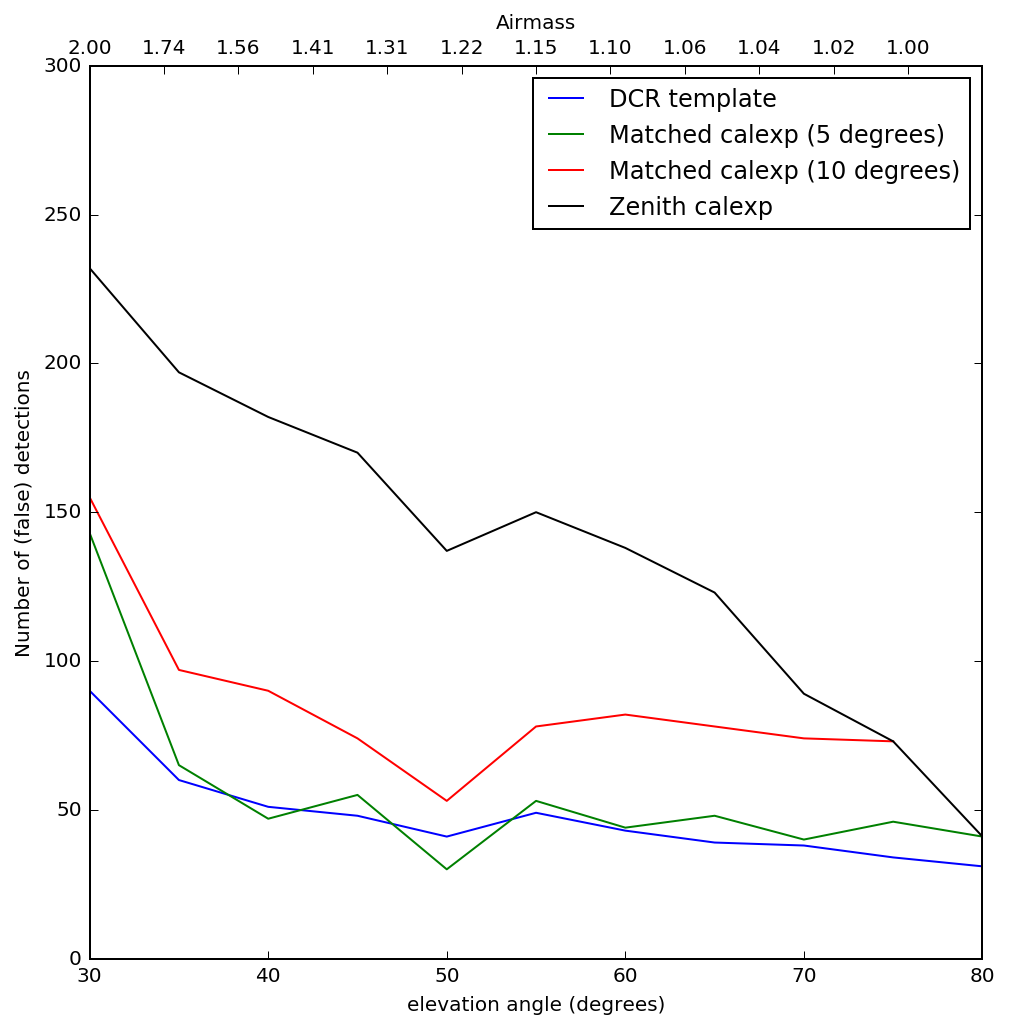 Airmass
2.00 1.74 1.56 1.41 1.31 1.22 1.15 1.10 1.06 1.04 1.02 1.00
300
DCR template
Matched calexp (5 degrees)
Matched calexp (10 degrees)
Zenith calexp
250
200
150
100
50
0
Number of (false) detections
30 40 50 60 70 80
elevation angle (degrees)